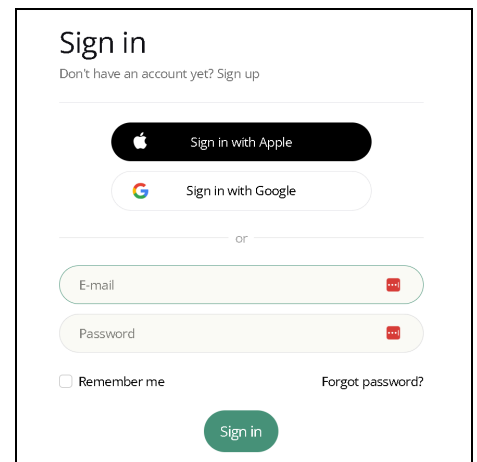 Sign in
Don't have an account yet? Sign up
Sign in with Apple
Sign in with Google
or
E-mail
Password
Remember me Forgot password?
Sign in